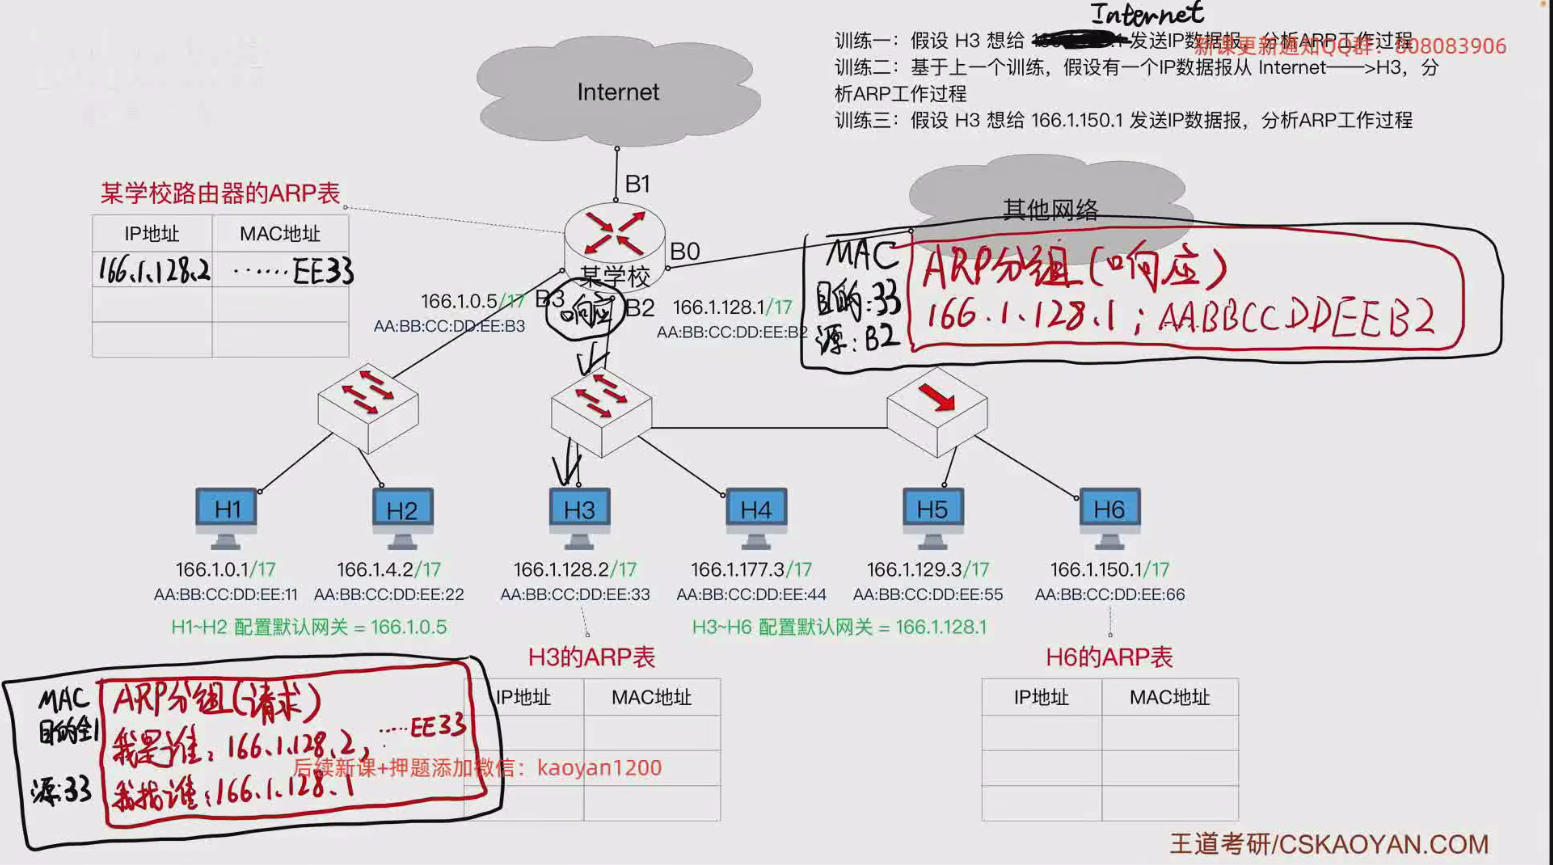 Internet
训练一：假设 H3 想给 发送IP数据报，分析ARP工作过程
新课更新通知QQ群：808083906
训练二：基于上一个训练，假设有一个IP数据报从 Internet——>H3，分
析ARP工作过程
训练三：假设 H3 想给 166.1.150.1 发送IP数据报，分析ARP工作过程
Internet
B1
某学校路由器的ARP表
IP地址 MAC地址
166.1.128.2 ......EE33
其他网络
B0
某学校
166.1.0.5/17 B3
AA:BB:CC:DD:EE:B3
响应
B2 166.1.128.1/17
AA:BB:CC:DD:EE:B2
MAC
目的:33
源:B2
ARP分组(响应)
166.1.128.1; AABBCCDDEEB2
H1 H2 H3 H4 H5 H6
166.1.0.1/17 166.1.4.2/17 166.1.128.2/17 166.1.177.3/17 166.1.129.3/17 166.1.150.1/17
AA:BB:CC:DD:EE:11 AA:BB:CC:DD:EE:22 AA:BB:CC:DD:EE:33 AA:BB:CC:DD:EE:44 AA:BB:CC:DD:EE:55 AA:BB:CC:DD:EE:66
H1~H2 配置默认网关 = 166.1.0.5 H3~H6 配置默认网关 = 166.1.128.1
H3的ARP表
IP地址 MAC地址
H6的ARP表
IP地址 MAC地址
MAC
目的全1
源:33
ARP分组(请求)
我是谁: 166.1.128.2, .....EE33
我找谁:166.1.128.1
后续新课+押题添加微信：kaoyan1200
王道考研/CSKAOYAN.COM